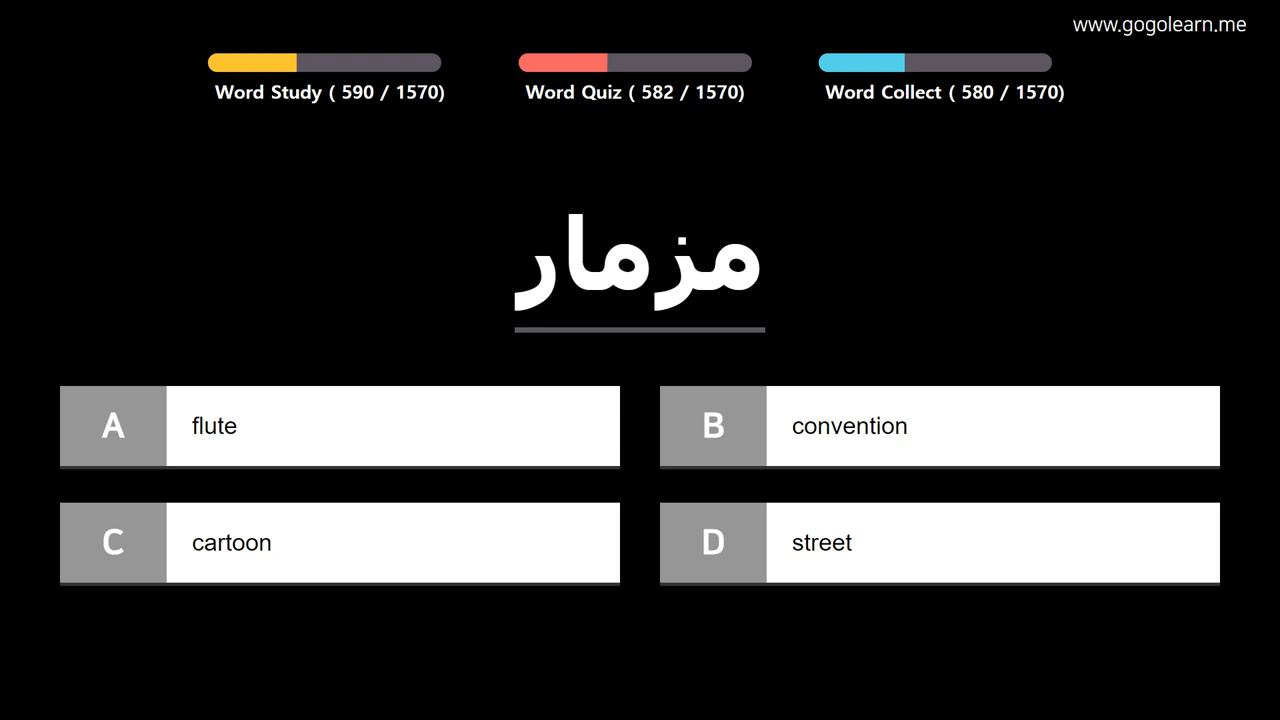 www.gogolearn.me
Word Study ( 590 / 1570)
Word Quiz ( 582 / 1570)
Word Collect ( 580 / 1570)
مزمار
A flute
B convention
C cartoon
D street